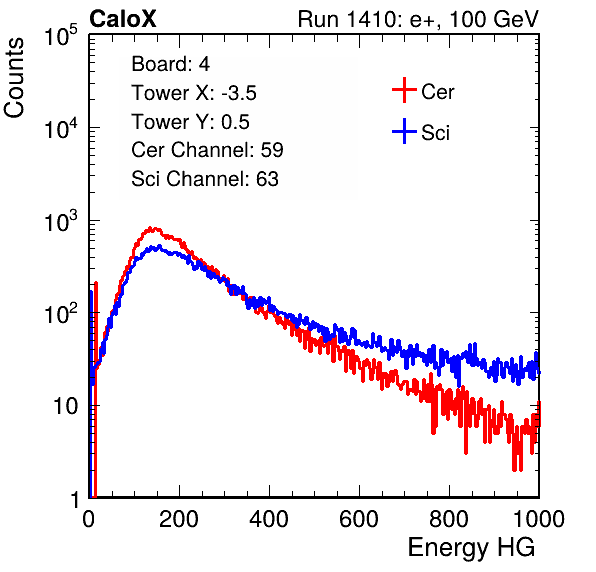 CaloX Run 1410: e+, 100 GeV
Board: 4
Tower X: -3.5
Tower Y: 0.5
Cer Channel: 59
Sci Channel: 63
Cer
Sci
Counts
10^5
10^4
10^3
10^2
10
1
0 200 400 600 800 1000
Energy HG